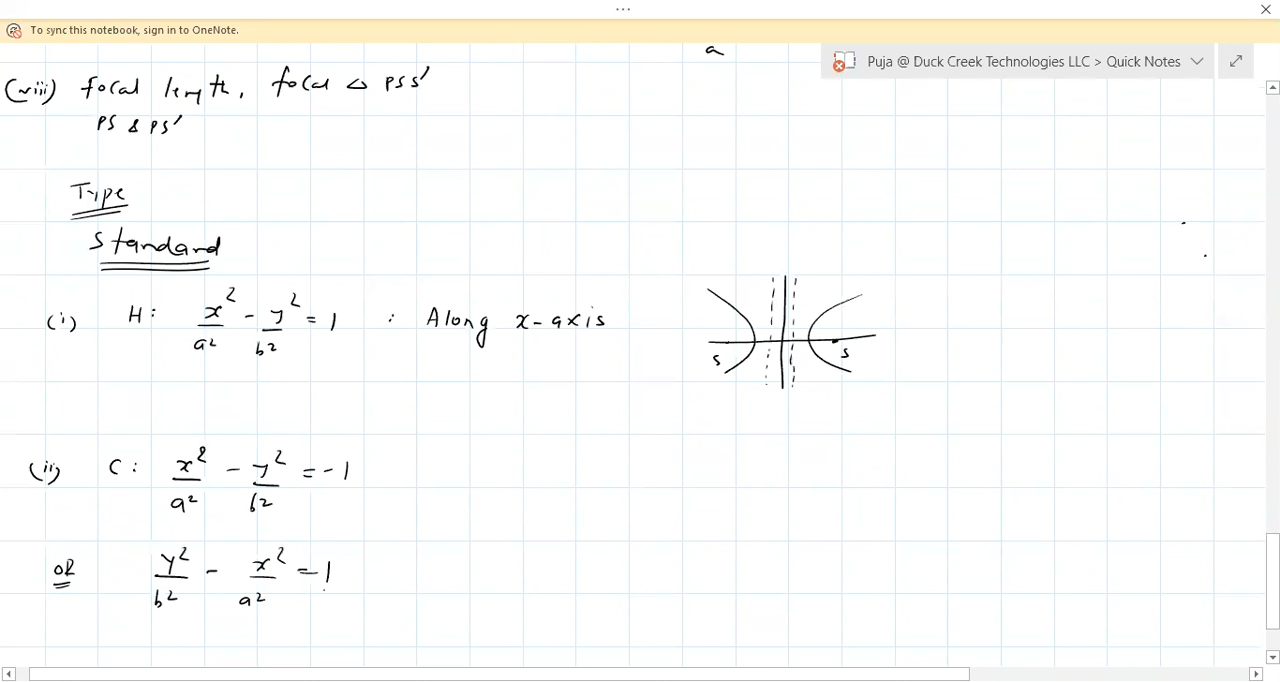 ...
To sync this notebook, sign in to OneNote.
Puja @ Duck Creek Technologies LLC > Quick Notes
a
(viii) focal length, focal △ PSS'
PS & PS'
Type
Standard
(i) H: x²/a² - y²/b² = 1 : Along x-axis
S S
(ii) C: x²/a² - y²/b² = -1
OR y²/b² - x²/a² = 1